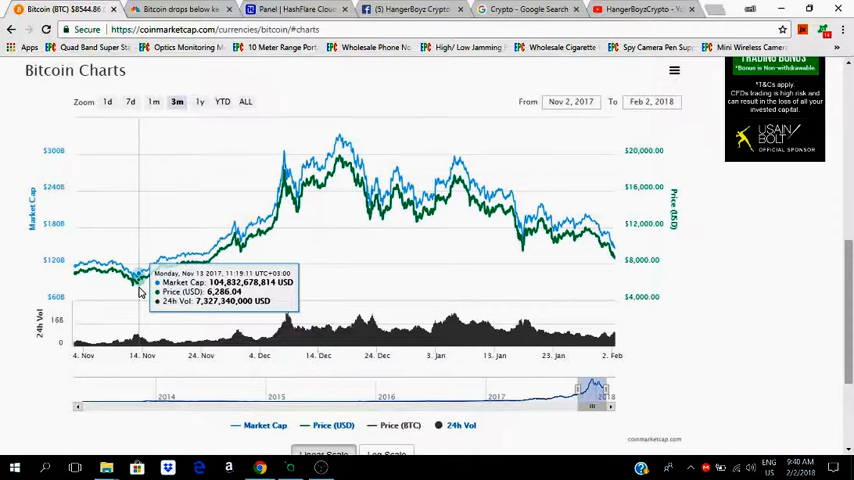 Bitcoin (BTC) $8544.86
Bitcoin drops below ke
Panel | HashFlare Cloud
(5) HangerBoyz Crypto
Crypto - Google Search
HangerBoyzCrypto - You
Secure
https://coinmarketcap.com/currencies/bitcoin/#charts
Apps
Quad Band Super Str
Optics Monitoring M
10 Meter Range Port
Wholesale Phone No
High/ Low Jamming
Wholesale Cigarette
Spy Camera Pen Sup
Mini Wireless Camera
Bitcoin Charts
TRADING BONUS
*Bonus is Non-withdrawable.
*T&Cs apply.
CFDs trading is high risk and
can result in the loss of all your
invested capital.
USAIN
BOLT
OFFICIAL SPONSOR
Zoom 1d 7d 1m 3m 1y YTD ALL
From Nov 2, 2017 To Feb 2, 2018
$300B
$240B
$180B
$120B
$60B
Market Cap
$20,000.00
$16,000.00
$12,000.00
$8,000.00
$4,000.00
Price (USD)
Monday, Nov 13 2017, 11:19:11 UTC+03:00
Market Cap: 104,832,678,814 USD
Price (USD): 6,286.04
24h Vol: 7,327,340,000 USD
24h Vol
16B
0
4. Nov 14. Nov 24. Nov 4. Dec 14. Dec 24. Dec 3. Jan 13. Jan 23. Jan 2. Feb
2014 2015 2016 2017 2018
Market Cap Price (USD) Price (BTC) 24h Vol
coinmarketcap.com
Linear Scale Log Scale
ENG
US
9:40 AM
2/2/2018